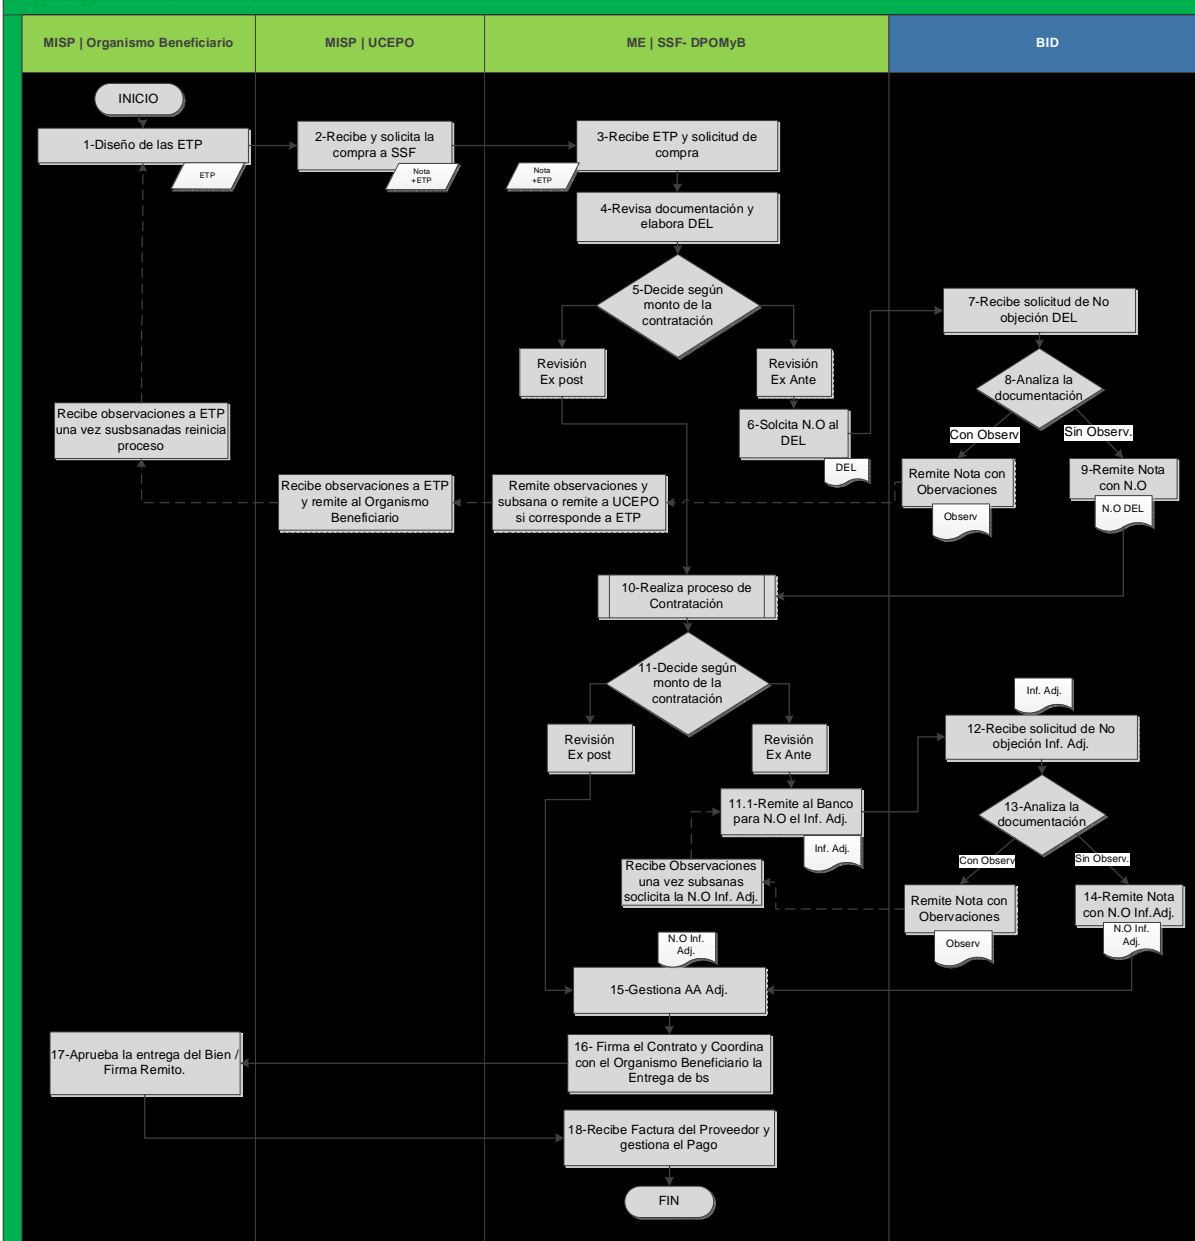 MISP | Organismo Beneficiario
MISP | UCEPO
ME | SSF- DPOMyB
BID
INICIO
1-Diseño de las ETP
ETP
2-Recibe y solicita la
compra a SSF
Nota
+ETP
3-Recibe ETP y solicitud de
compra
Nota
+ETP
4-Revisa documentación y
elabora DEL
5-Decide según
monto de la
contratación
Revisión
Ex post
Revisión
Ex Ante
6-Solcita N.O al
DEL
DEL
7-Recibe solicitud de No
objeción DEL
8-Analiza la
documentación
Con Observ
Sin Observ.
Remite Nota con
Obervaciones
Observ
9-Remite Nota
con N.O
N.O DEL
Remite observaciones y
subsana o remite a UCEPO
si corresponde a ETP
Recibe observaciones a ETP
y remite al Organismo
Beneficiario
Recibe observaciones a ETP
una vez susbsanadas reinicia
proceso
10-Realiza proceso de
Contratación
11-Decide según
monto de la
contratación
Revisión
Ex post
Revisión
Ex Ante
11.1-Remite al Banco
para N.O el Inf. Adj.
Inf. Adj.
Inf. Adj.
12-Recibe solicitud de No
objeción Inf. Adj.
13-Analiza la
documentación
Con Observ
Sin Observ.
Remite Nota con
Obervaciones
Observ
14-Remite Nota
con N.O Inf.Adj.
N.O Inf.
Adj.
Recibe Observaciones
una vez subsanas
soclicita la N.O Inf. Adj.
N.O Inf.
Adj.
15-Gestiona AA Adj.
16- Firma el Contrato y Coordina
con el Organismo Beneficiario la
Entrega de bs
17-Aprueba la entrega del Bien /
Firma Remito.
18-Recibe Factura del Proveedor y
gestiona el Pago
FIN